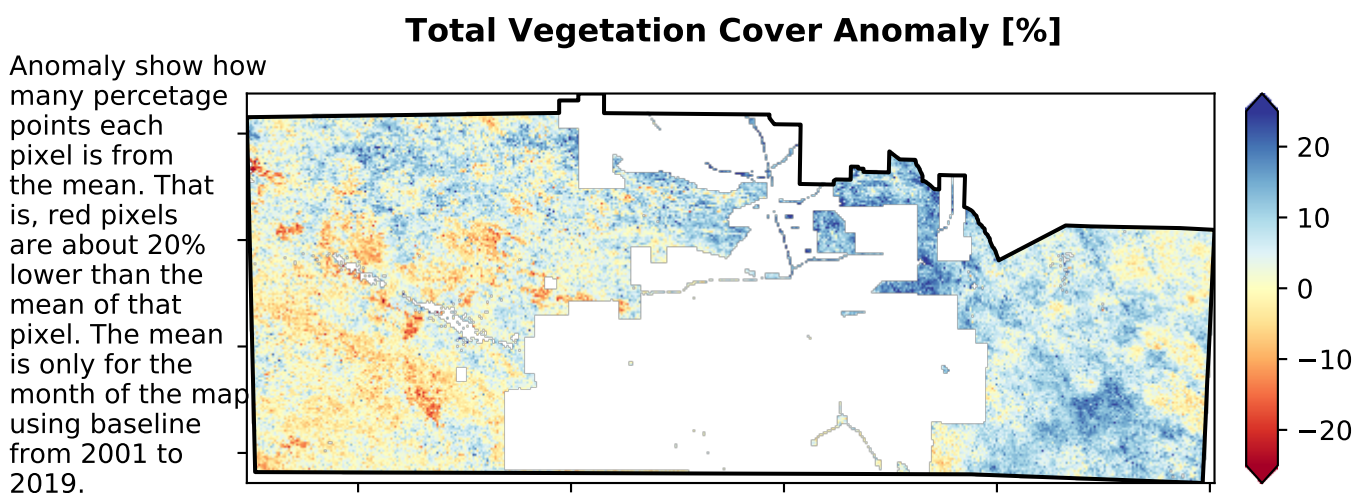 Total Vegetation Cover Anomaly [%]
Anomaly show how
many percetage
points each
pixel is from
the mean. That
is, red pixels
are about 20%
lower than the
mean of that
pixel. The mean
is only for the
month of the map
using baseline
from 2001 to
2019.
20
10
0
−10
−20